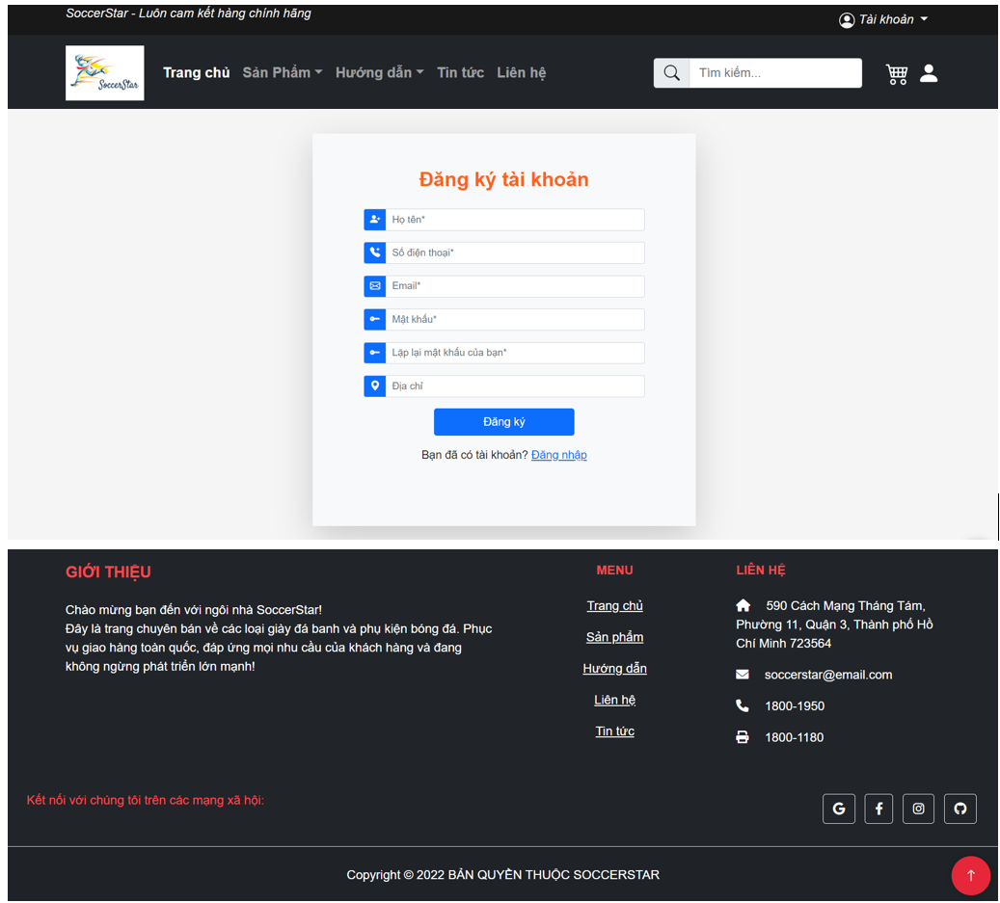 SoccerStar - Luôn cam kết hàng chính hãng
Tài khoản
SoccerStar
Trang chủ Sản Phẩm Hướng dẫn Tin tức Liên hệ
Tìm kiếm...
Đăng ký tài khoản
Họ tên*
Số điện thoại*
Email*
Mật khẩu*
Lặp lại mật khẩu của bạn*
Địa chỉ
Đăng ký
Bạn đã có tài khoản? Đăng nhập
GIỚI THIỆU
Chào mừng bạn đến với ngôi nhà SoccerStar!
Đây là trang chuyên bán về các loại giày đá banh và phụ kiện bóng đá. Phục
vụ giao hàng toàn quốc, đáp ứng mọi nhu cầu của khách hàng và đang
không ngừng phát triển lớn mạnh!
MENU
Trang chủ
Sản phẩm
Hướng dẫn
Liên hệ
Tin tức
LIÊN HỆ
590 Cách Mạng Tháng Tám,
Phường 11, Quận 3, Thành phố Hồ
Chí Minh 723564
soccerstar@email.com
1800-1950
1800-1180
Kết nối với chúng tôi trên các mạng xã hội:
Copyright © 2022 BẢN QUYỀN THUỘC SOCCERSTAR